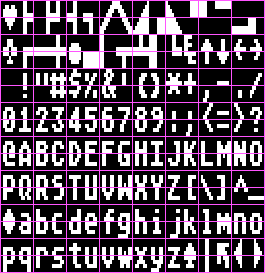 !"#$%&'()*+,-./
0123456789:;<=>?
@ABCDEFGHIJKLMNO
PQRSTUVWXYZ[\]^_
abcdefghijklmno
pqrstuvwxyz